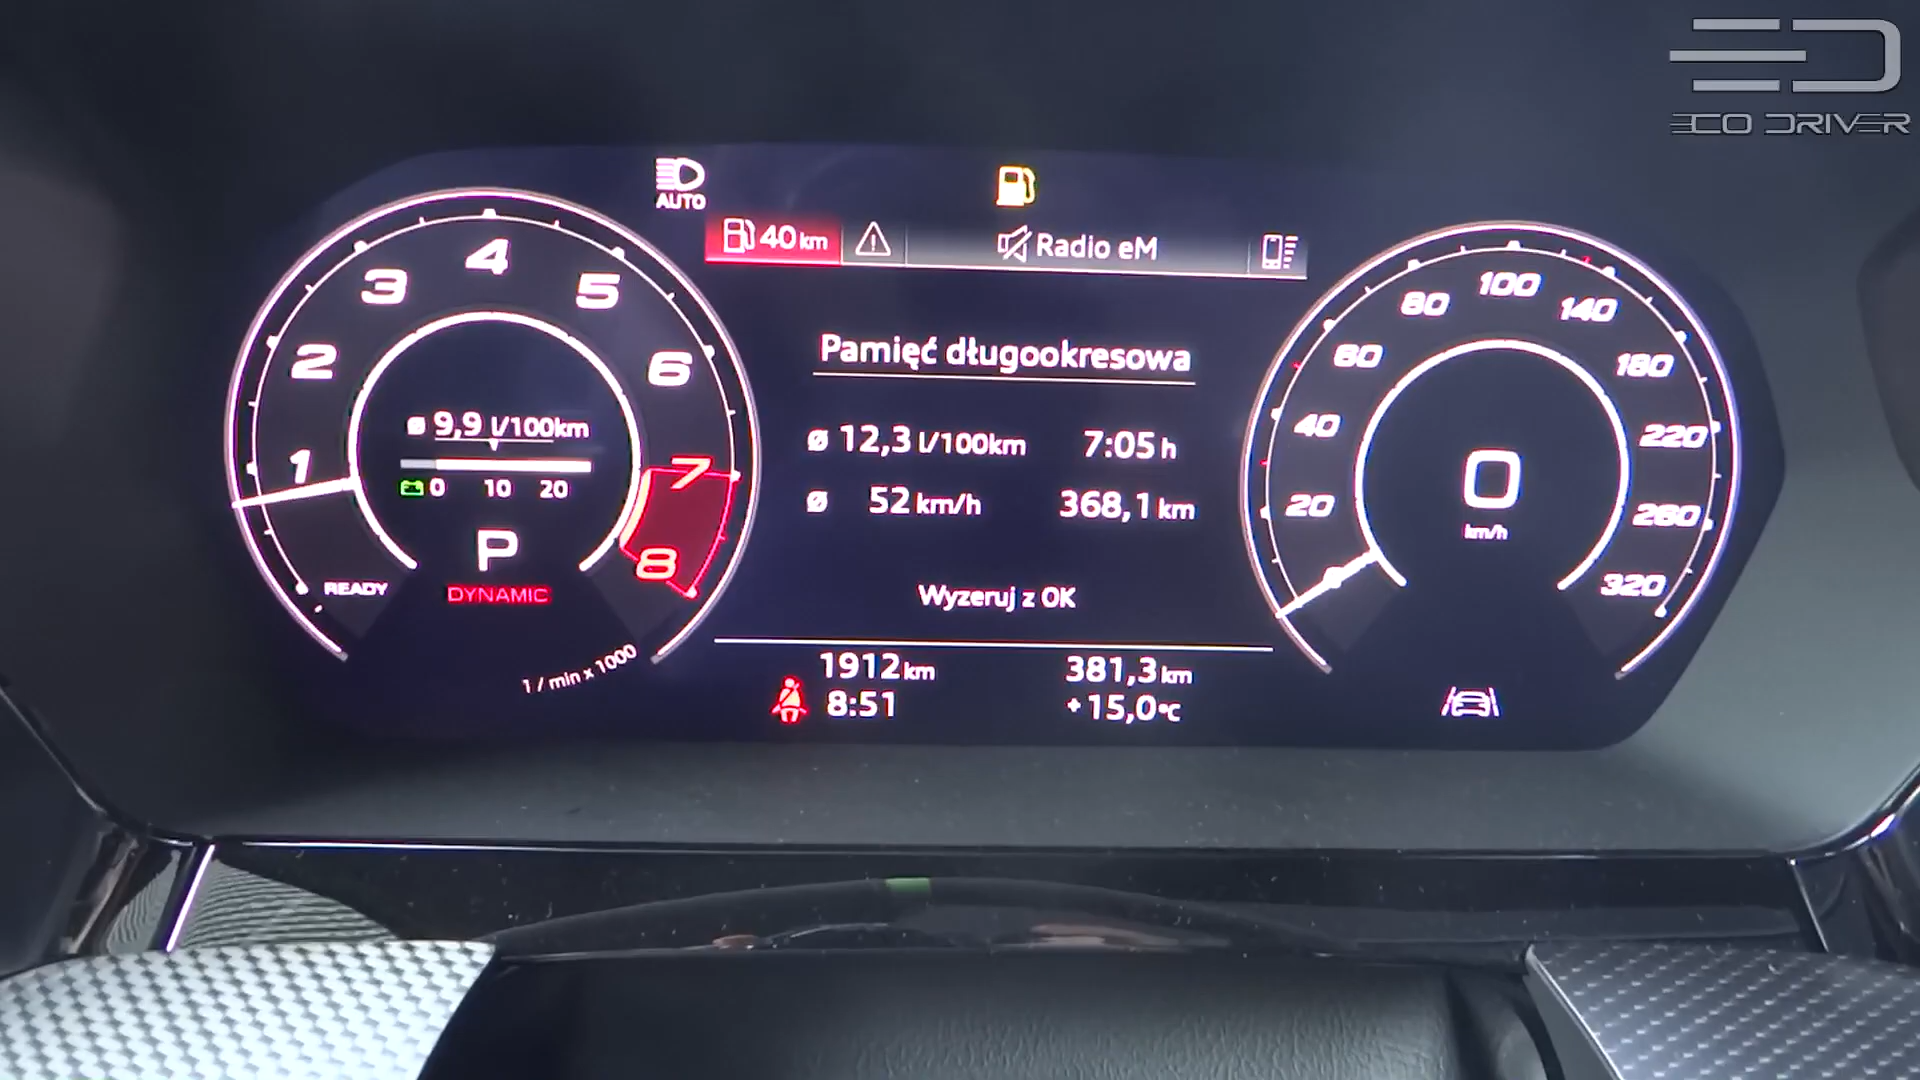 ECO DRIVER
AUTO
40 km
Radio eM
1
2
3
4
5
6
7
8
ø 9,9 l/100km
0 10 20
P
READY
DYNAMIC
1 / min x 1000
Pamięć długookresowa
ø 12,3 l/100km 7:05 h
ø 52 km/h 368,1 km
Wyzeruj z OK
1912 km 381,3 km
8:51 +15,0°C
20
40
60
80
100
140
180
220
260
320
0
km/h